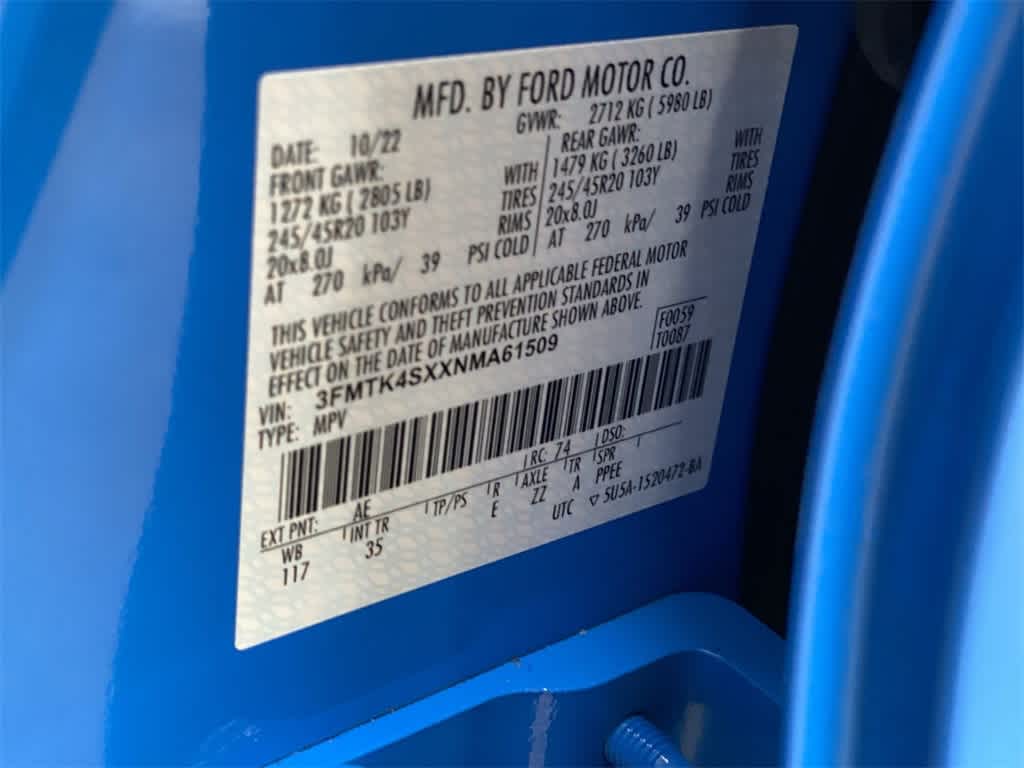 MFD. BY FORD MOTOR CO.
DATE: 10/22 GVWR: 2712 KG ( 5980 LB)
FRONT GAWR: REAR GAWR:
1272 KG ( 2805 LB) WITH 1479 KG ( 3260 LB) WITH
245/45R20 103Y TIRES 245/45R20 103Y TIRES
20x8.0J RIMS 20x8.0J RIMS
AT 270 kPa/ 39 PSI COLD AT 270 kPa/ 39 PSI COLD
THIS VEHICLE CONFORMS TO ALL APPLICABLE FEDERAL MOTOR
VEHICLE SAFETY AND THEFT PREVENTION STANDARDS IN
EFFECT ON THE DATE OF MANUFACTURE SHOWN ABOVE.
F0059
T0087
VIN: 3FMTK4SXXNMA61509
TYPE: MPV
EXT PNT: AE RC: 74 DSO:
WB INT TR TP/PS R AXLE TR SPR
117 35 E ZZ A PPEE
UTC ▽ 5U5A-1520472-BA